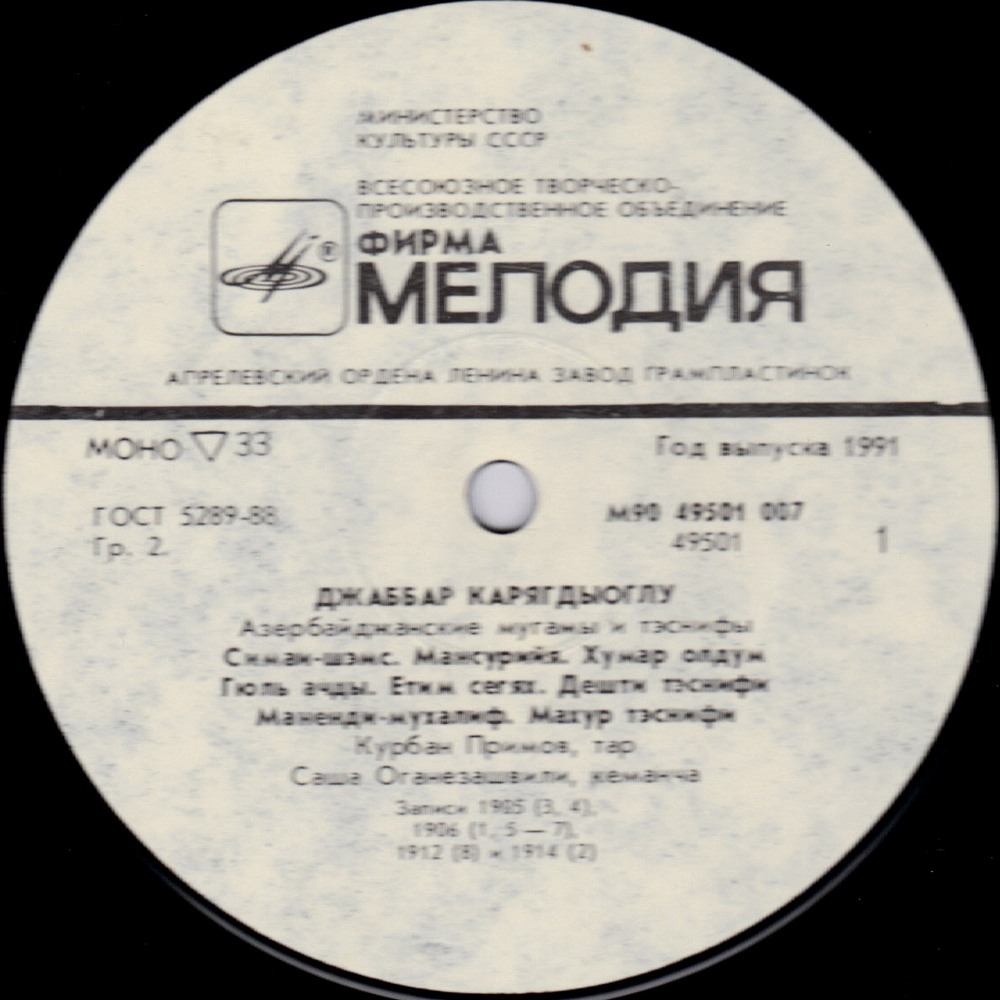 МИНИСТЕРСТВО
КУЛЬТУРЫ СССР
ВСЕСОЮЗНОЕ ТВОРЧЕСКО-
ПРОИЗВОДСТВЕННОЕ ОБЪЕДИНЕНИЕ
ФИРМА
®
МЕЛОДИЯ
АПРЕЛЕВСКИЙ ОРДЕНА ЛЕНИНА ЗАВОД ГРАМПЛАСТИНОК
МОНО ▽ 33
Год выпуска 1991
ГОСТ 5289-88
Гр. 2.
М90 49501 007
49501
1
ДЖАББАР КАРЯГДЫОГЛУ
Азербайджанские мугамы и тэснифы
Симаи-шэмс. Мансурийя. Хумар олдум
Гюль ачды. Етим сегях. Дешти тэснифи
Маненди-мухалиф. Махур тэснифи
Курбан Примов, тар
Саша Оганезашвили, кеманча
Записи 1905 (3, 4),
1906 (1, 5 — 7),
1912 (8) и 1914 (2)